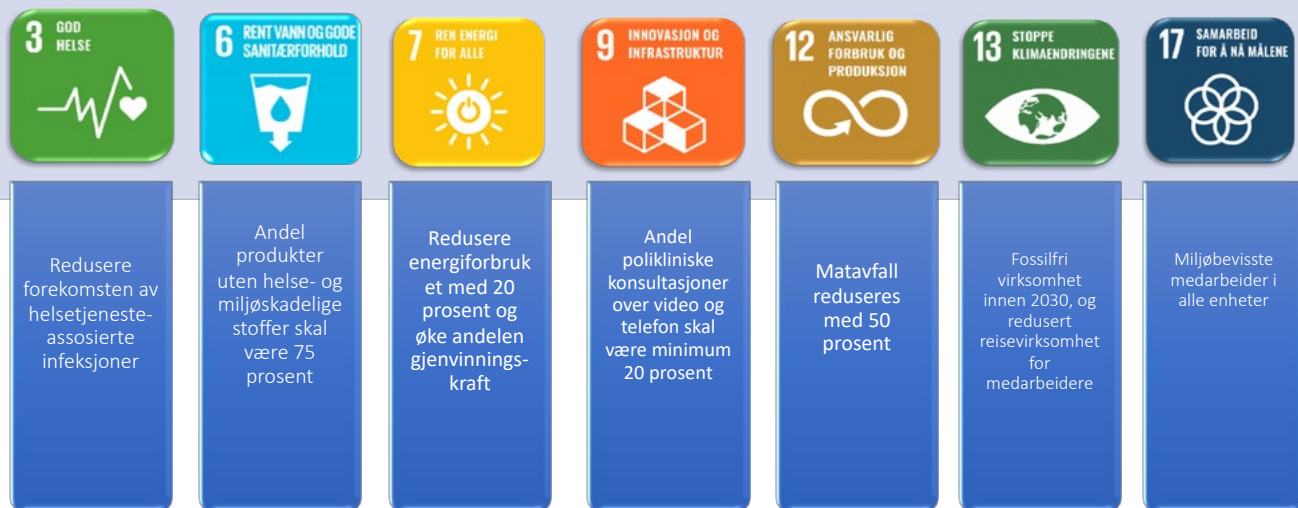 3 GOD
HELSE
6 RENT VANN OG GODE
SANITÆRFORHOLD
7 REN ENERGI
FOR ALLE
9 INNOVASJON OG
INFRASTRUKTUR
12 ANSVARLIG
FORBRUK OG
PRODUKSJON
13 STOPPE
KLIMAENDRINGENE
17 SAMARBEID
FOR Å NÅ MÅLENE
Redusere
forekomsten av
helsetjeneste-
assosierte
infeksjoner
Andel
produkter
uten helse- og
miljøskadelige
stoffer skal
være 75
prosent
Redusere
energiforbruk
et med 20
prosent og
øke andelen
gjenvinnings-
kraft
Andel
polikliniske
konsultasjoner
over video og
telefon skal
være minimum
20 prosent
Matavfall
reduseres
med 50
prosent
Fossilfri
virksomhet
innen 2030, og
redusert
reisevirksomhet
for
medarbeidere
Miljøbevisste
medarbeider i
alle enheter